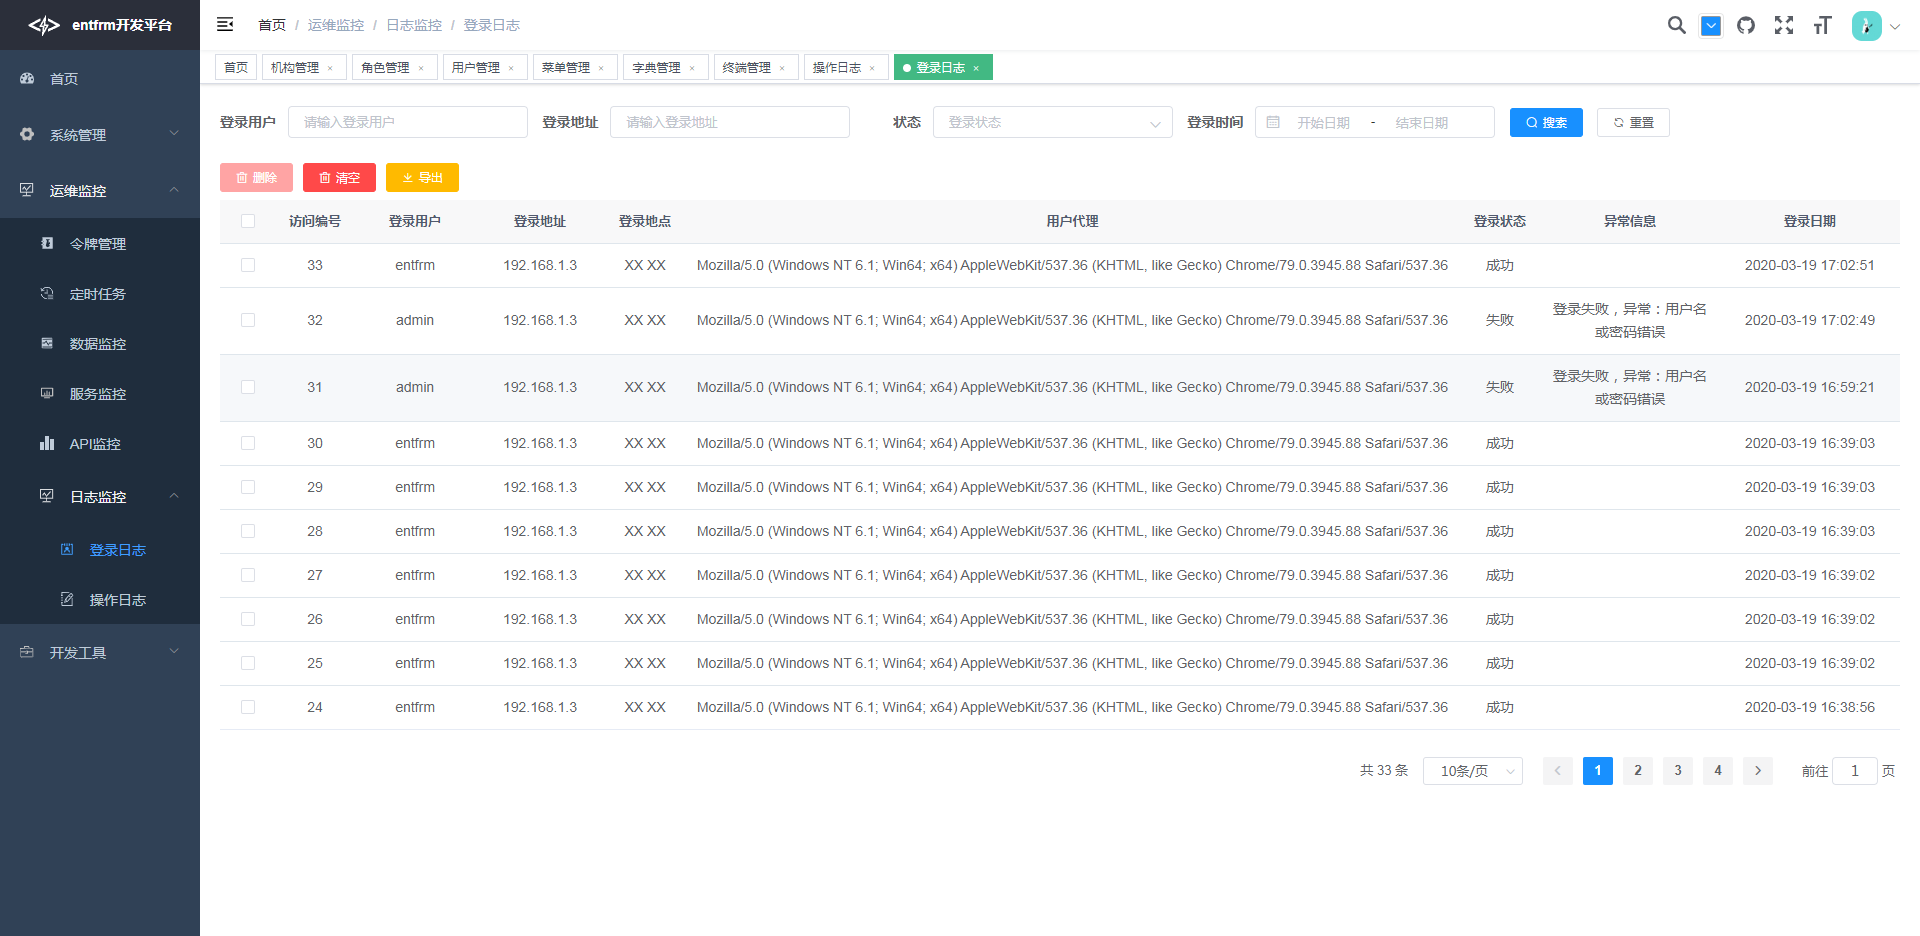 entfrm开发平台
首页
系统管理
运维监控
令牌管理
定时任务
数据监控
服务监控
API监控
日志监控
登录日志
操作日志
开发工具
首页 / 运维监控 / 日志监控 / 登录日志
首页 机构管理 × 角色管理 × 用户管理 × 菜单管理 × 字典管理 × 终端管理 × 操作日志 × 登录日志 ×
登录用户 请输入登录用户 登录地址 请输入登录地址 状态 登录状态 登录时间 开始日期 - 结束日期 搜索 重置
删除 清空 导出
访问编号 登录用户 登录地址 登录地点 用户代理 登录状态 异常信息 登录日期
33 entfrm 192.168.1.3 XX XX Mozilla/5.0 (Windows NT 6.1; Win64; x64) AppleWebKit/537.36 (KHTML, like Gecko) Chrome/79.0.3945.88 Safari/537.36 成功 2020-03-19 17:02:51
32 admin 192.168.1.3 XX XX Mozilla/5.0 (Windows NT 6.1; Win64; x64) AppleWebKit/537.36 (KHTML, like Gecko) Chrome/79.0.3945.88 Safari/537.36 失败 登录失败，异常：用户名 2020-03-19 17:02:49
或密码错误
31 admin 192.168.1.3 XX XX Mozilla/5.0 (Windows NT 6.1; Win64; x64) AppleWebKit/537.36 (KHTML, like Gecko) Chrome/79.0.3945.88 Safari/537.36 失败 登录失败，异常：用户名 2020-03-19 16:59:21
或密码错误
30 entfrm 192.168.1.3 XX XX Mozilla/5.0 (Windows NT 6.1; Win64; x64) AppleWebKit/537.36 (KHTML, like Gecko) Chrome/79.0.3945.88 Safari/537.36 成功 2020-03-19 16:39:03
29 entfrm 192.168.1.3 XX XX Mozilla/5.0 (Windows NT 6.1; Win64; x64) AppleWebKit/537.36 (KHTML, like Gecko) Chrome/79.0.3945.88 Safari/537.36 成功 2020-03-19 16:39:03
28 entfrm 192.168.1.3 XX XX Mozilla/5.0 (Windows NT 6.1; Win64; x64) AppleWebKit/537.36 (KHTML, like Gecko) Chrome/79.0.3945.88 Safari/537.36 成功 2020-03-19 16:39:03
27 entfrm 192.168.1.3 XX XX Mozilla/5.0 (Windows NT 6.1; Win64; x64) AppleWebKit/537.36 (KHTML, like Gecko) Chrome/79.0.3945.88 Safari/537.36 成功 2020-03-19 16:39:02
26 entfrm 192.168.1.3 XX XX Mozilla/5.0 (Windows NT 6.1; Win64; x64) AppleWebKit/537.36 (KHTML, like Gecko) Chrome/79.0.3945.88 Safari/537.36 成功 2020-03-19 16:39:02
25 entfrm 192.168.1.3 XX XX Mozilla/5.0 (Windows NT 6.1; Win64; x64) AppleWebKit/537.36 (KHTML, like Gecko) Chrome/79.0.3945.88 Safari/537.36 成功 2020-03-19 16:39:02
24 entfrm 192.168.1.3 XX XX Mozilla/5.0 (Windows NT 6.1; Win64; x64) AppleWebKit/537.36 (KHTML, like Gecko) Chrome/79.0.3945.88 Safari/537.36 成功 2020-03-19 16:38:56
共 33 条 10条/页 1 2 3 4 前往 1 页